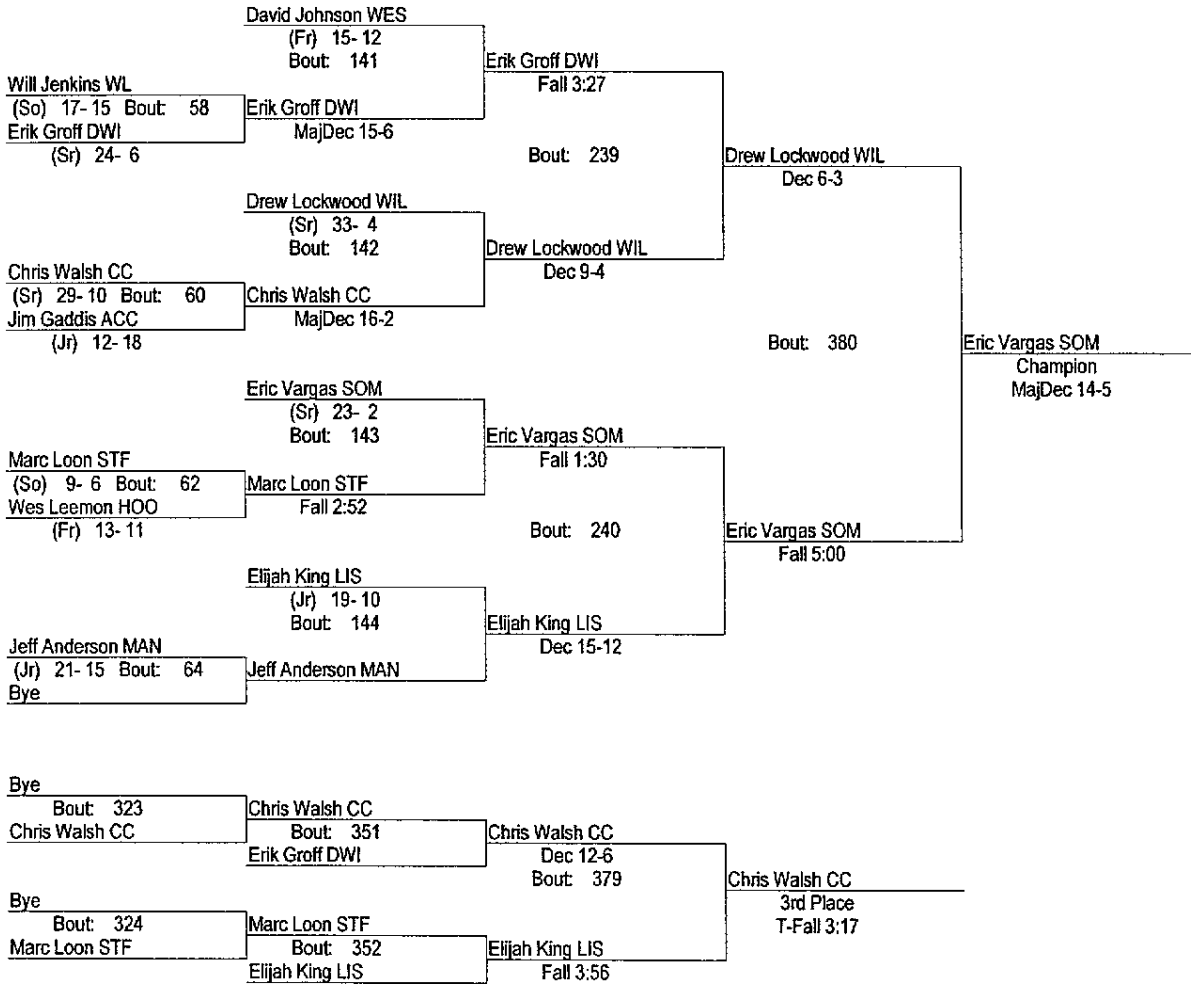 David Johnson WES
(Fr) 15- 12
Bout: 141
Erik Groff DWI
Fall 3:27
Will Jenkins WL
(So) 17- 15 Bout: 58
Erik Groff DWI
(Sr) 24- 6
Erik Groff DWI
MajDec 15-6
Bout: 239
Drew Lockwood WIL
Dec 6-3
Drew Lockwood WIL
(Sr) 33- 4
Bout: 142
Drew Lockwood WIL
Dec 9-4
Chris Walsh CC
(Sr) 29- 10 Bout: 60
Jim Gaddis ACC
(Jr) 12- 18
Chris Walsh CC
MajDec 16-2
Bout: 380
Eric Vargas SOM
Champion
MajDec 14-5
Eric Vargas SOM
(Sr) 23- 2
Bout: 143
Eric Vargas SOM
Fall 1:30
Marc Loon STF
(So) 9- 6 Bout: 62
Wes Leemon HOO
(Fr) 13- 11
Marc Loon STF
Fall 2:52
Bout: 240
Eric Vargas SOM
Fall 5:00
Elijah King LIS
(Jr) 19- 10
Bout: 144
Elijah King LIS
Dec 15-12
Jeff Anderson MAN
(Jr) 21- 15 Bout: 64
Bye
Jeff Anderson MAN
Bye
Bout: 323
Chris Walsh CC
Chris Walsh CC
Bout: 351
Erik Groff DWI
Chris Walsh CC
Dec 12-6
Bout: 379
Chris Walsh CC
3rd Place
T-Fall 3:17
Bye
Bout: 324
Marc Loon STF
Marc Loon STF
Bout: 352
Elijah King LIS
Elijah King LIS
Fall 3:56